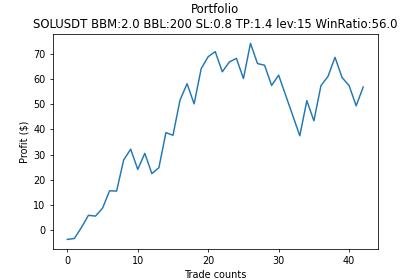 Portfolio
SOLUSDT BBM:2.0 BBL:200 SL:0.8 TP:1.4 lev:15 WinRatio:56.0
70
60
50
40
30
20
10
0
Profit ($)
0 10 20 30 40
Trade counts